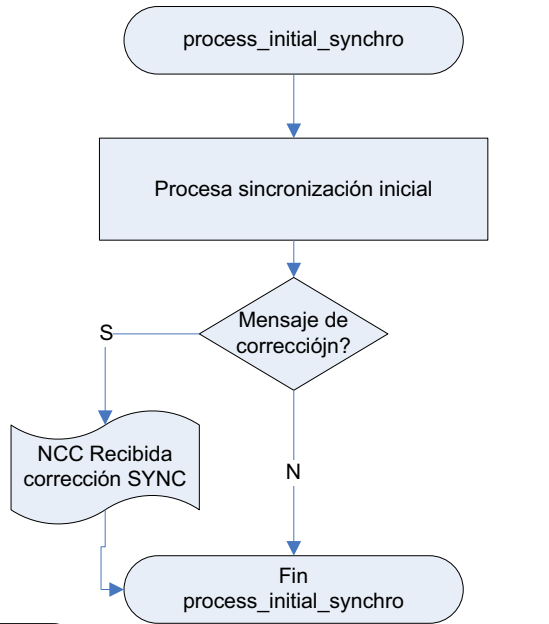 process_initial_synchro
Procesa sincronización inicial
Mensaje de
correcciójn?
S
NCC Recibida
corrección SYNC
N
Fin
process_initial_synchro